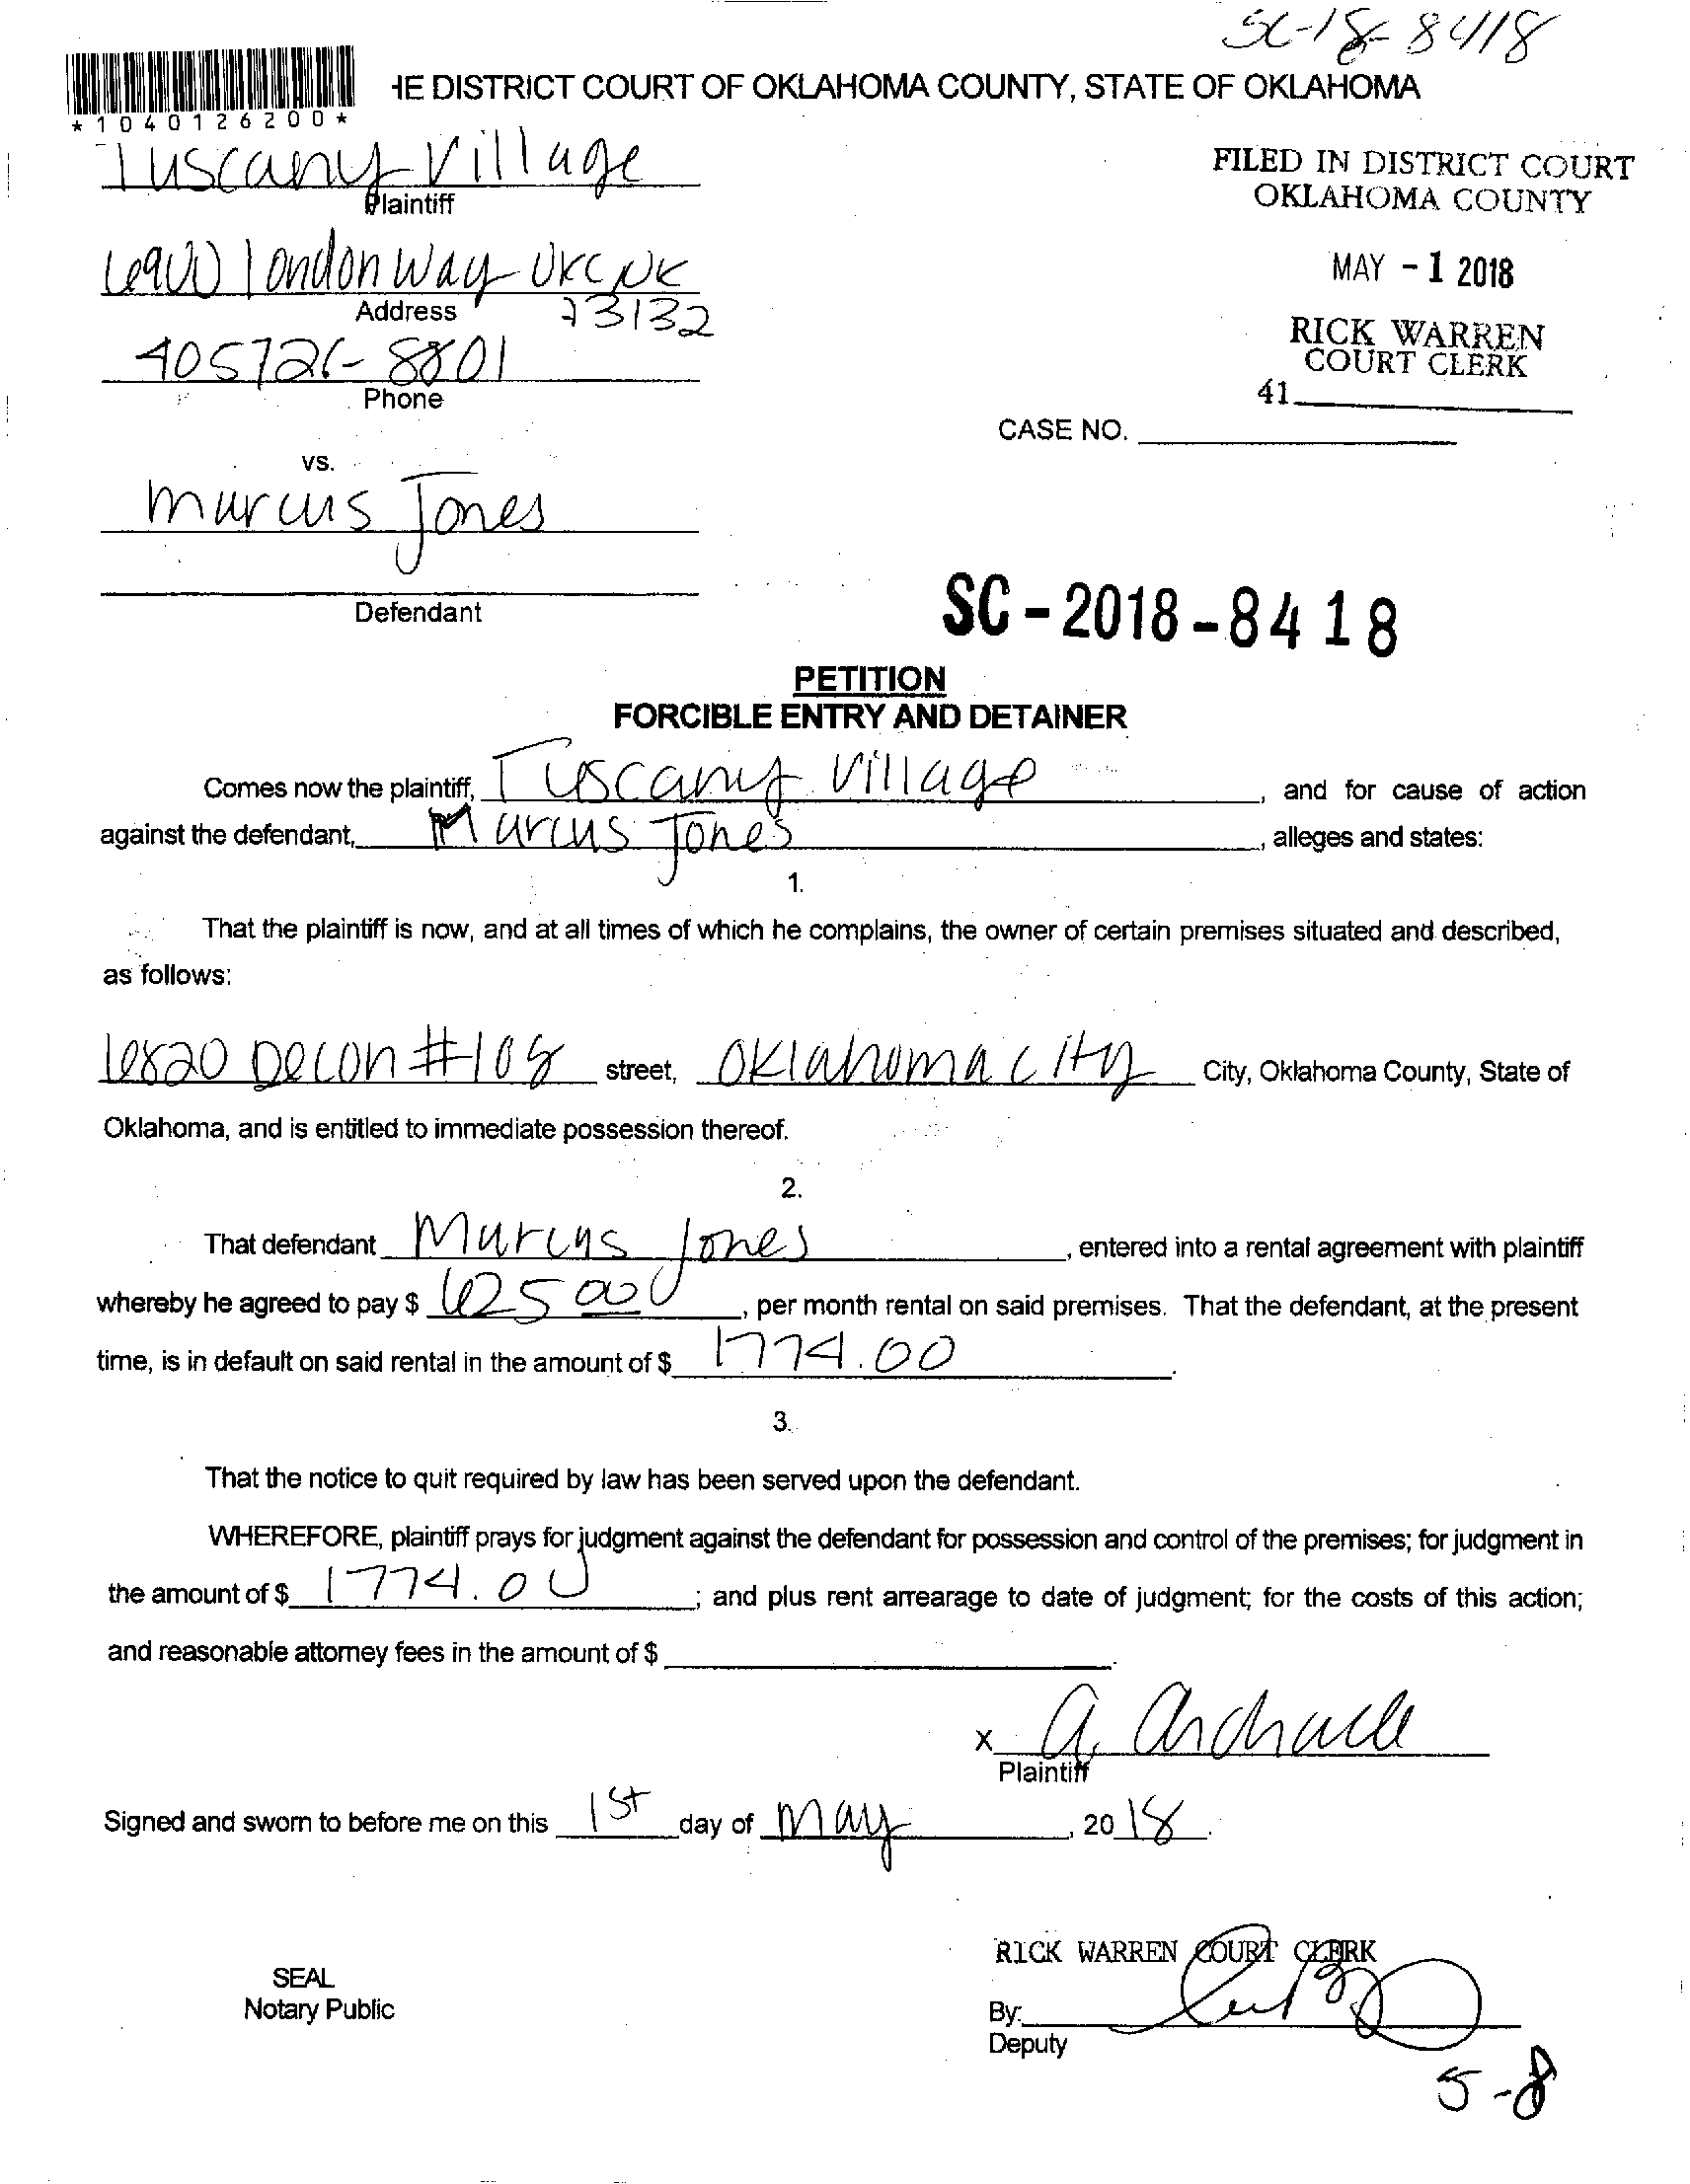 SC-18-8418
HE DISTRICT COURT OF OKLAHOMA COUNTY, STATE OF OKLAHOMA
*1040126200*
Tuscany Village
Plaintiff
FILED IN DISTRICT COURT
OKLAHOMA COUNTY
6900 London Way OKC OK
Address
73132
MAY -1 2018
405 721-8801
Phone
RICK WARREN
COURT CLERK
41
CASE NO.
vs.
Marcus Jones
Defendant
SC-2018-8418
PETITION
FORCIBLE ENTRY AND DETAINER
Comes now the plaintiff, Tuscany Village, and for cause of action
against the defendant, Marcus Jones, alleges and states:
1.
That the plaintiff is now, and at all times of which he complains, the owner of certain premises situated and described,
as follows:
6820 Decon #108 street, Oklahoma City City, Oklahoma County, State of
Oklahoma, and is entitled to immediate possession thereof.
2.
That defendant Marcus Jones, entered into a rental agreement with plaintiff
whereby he agreed to pay $ 625 00, per month rental on said premises. That the defendant, at the present
time, is in default on said rental in the amount of $ 1774.00.
3.
That the notice to quit required by law has been served upon the defendant.
WHEREFORE, plaintiff prays for judgment against the defendant for possession and control of the premises; for judgment in
the amount of $ 1774.00; and plus rent arrearage to date of judgment; for the costs of this action;
and reasonable attorney fees in the amount of $ .
X A. Andrade
Plaintiff
Signed and sworn to before me on this 1st day of May, 2018.
RICK WARREN COURT CLERK
SEAL
Notary Public
By:
Deputy
5-8